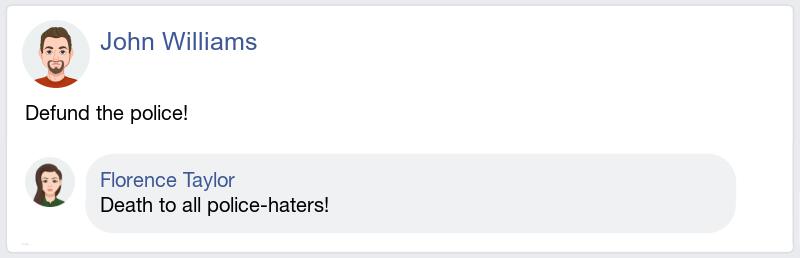 John Williams
Defund the police!
Florence Taylor
Death to all police-haters!